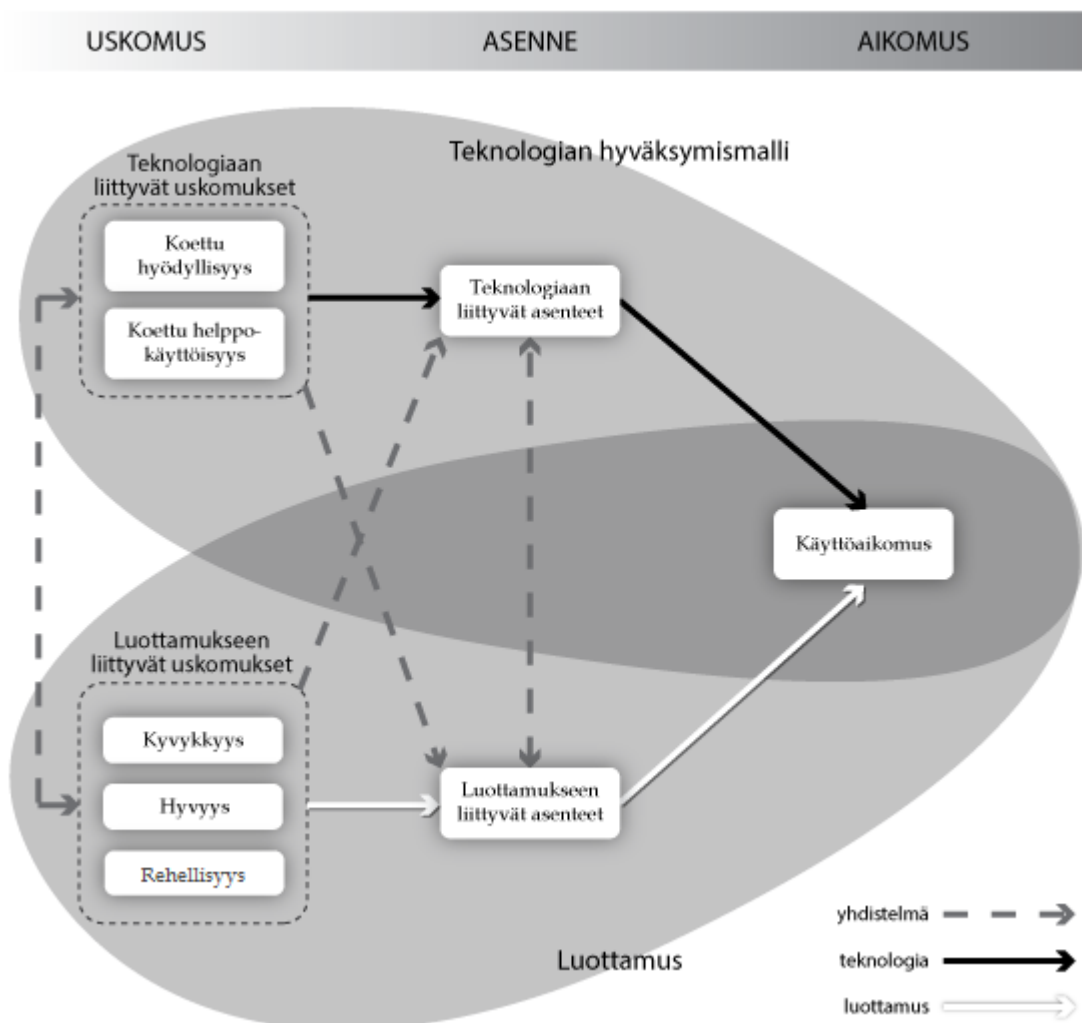 USKOMUS
ASENNE
AIKOMUS
Teknologian hyväksymismalli
Teknologiaan
liittyvät uskomukset
Koettu
hyödyllisyys
Koettu helppo-
käyttöisyys
Teknologiaan
liittyvät asenteet
Käyttöaikomus
Luottamukseen
liittyvät uskomukset
Kyvykkyys
Hyvyys
Rehellisyys
Luottamukseen
liittyvät asenteet
Luottamus
yhdistelmä
teknologia
luottamus